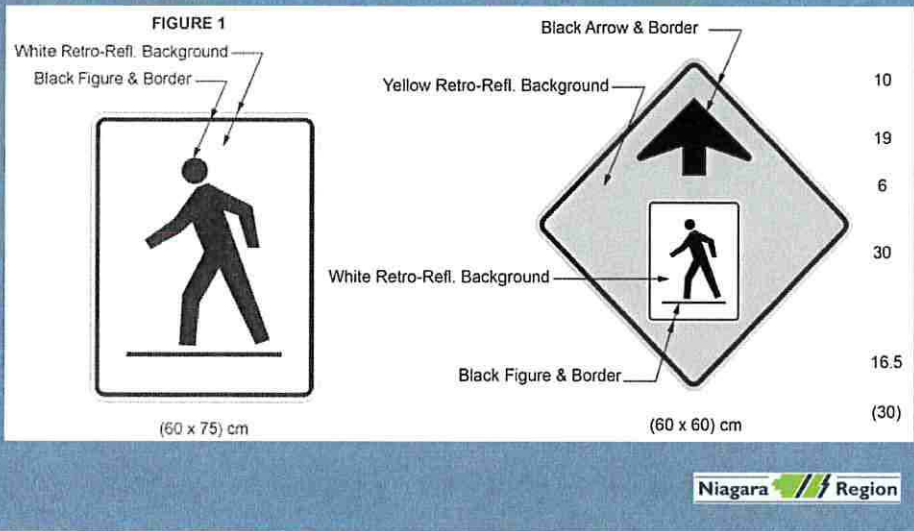 FIGURE 1
White Retro-Refl. Background
Black Figure & Border
(60 x 75) cm
Black Arrow & Border
Yellow Retro-Refl. Background
White Retro-Refl. Background
Black Figure & Border
(60 x 60) cm
10
19
6
30
16.5
(30)
Niagara Region